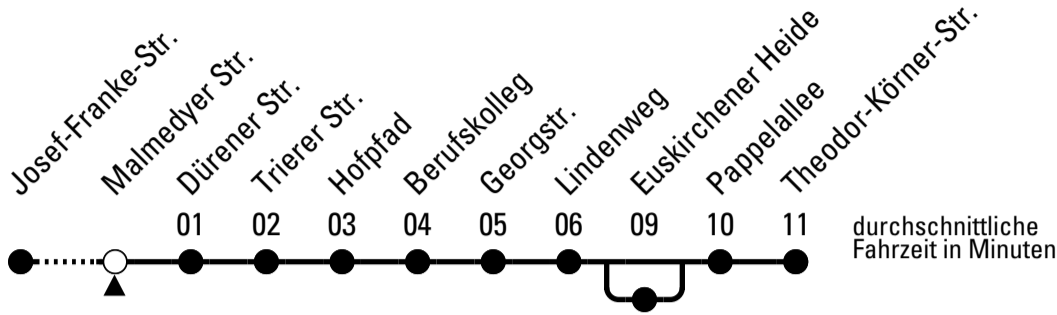 Josef-Franke-Str.
Malmedyer Str.
Dürener Str.
Trierer Str.
Hofpfad
Berufskolleg
Georgstr.
Lindenweg
Euskirchener Heide
Pappelallee
Theodor-Körner-Str.
01 02 03 04 05 06 09 10 11
durchschnittliche
Fahrzeit in Minuten